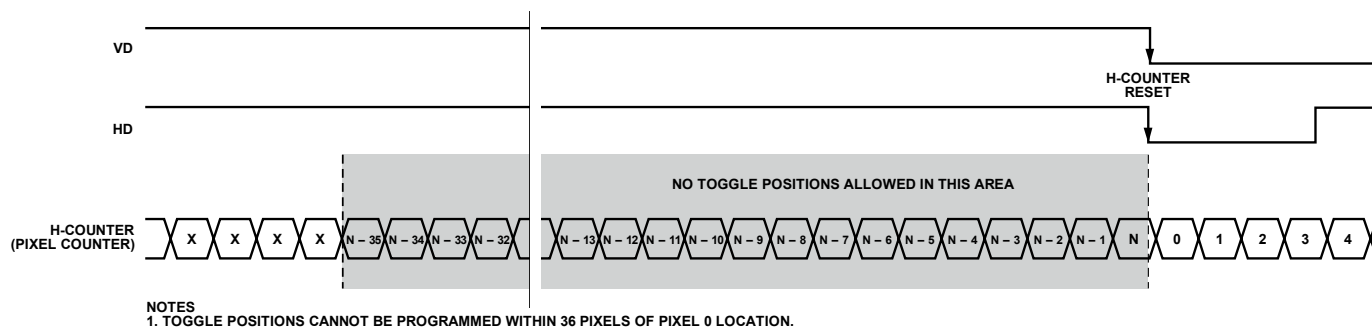 VD
H-COUNTER
RESET
HD
NO TOGGLE POSITIONS ALLOWED IN THIS AREA
H-COUNTER
(PIXEL COUNTER)
X X X X N – 35 N – 34 N – 33 N – 32 N – 13 N – 12 N – 11 N – 10 N – 9 N – 8 N – 7 N – 6 N – 5 N – 4 N – 3 N – 2 N – 1 N 0 1 2 3 4
NOTES
1. TOGGLE POSITIONS CANNOT BE PROGRAMMED WITHIN 36 PIXELS OF PIXEL 0 LOCATION.